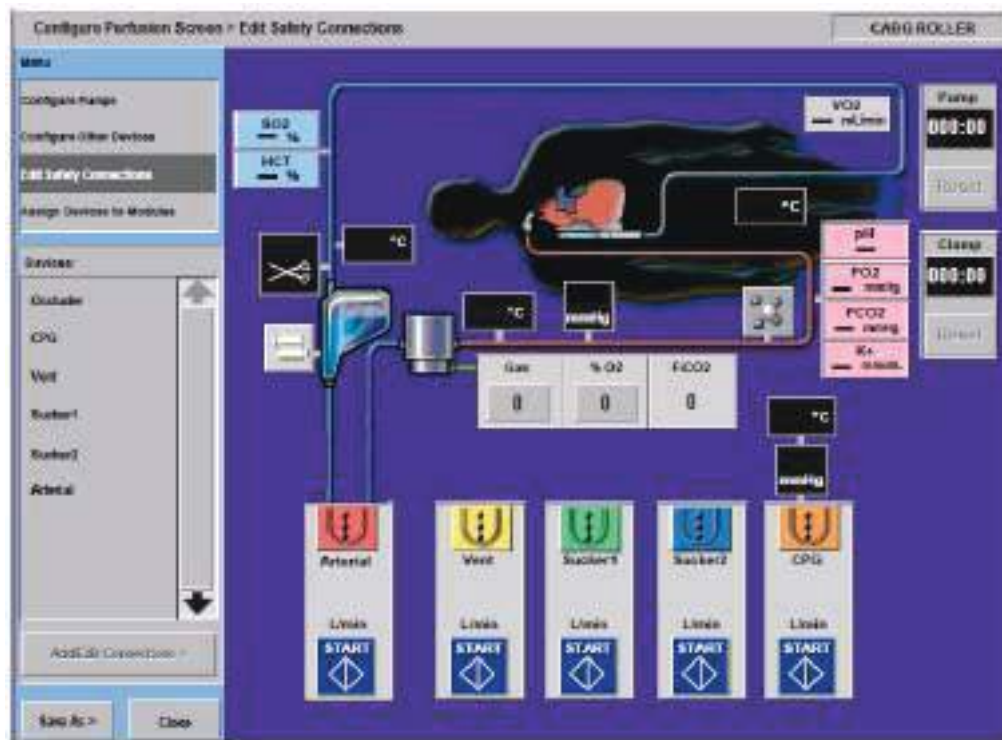 Configure Perfusion Screen > Edit Safety Connections
CABG ROLLER
Menu
Configure Pumps
Configure Other Devices
Edit Safety Connections
Assign Devices to Modules
Devices
Occluder
CPG
Vent
Sucker1
Sucker2
Arterial
Add/Edit Connections >
Save As >
Close
SO2
%
HCT
%
VO2
mL/min
Pump
000:00
Target
Clamp
000:00
°C
°C
pH
PO2
mmHg
PCO2
mmHg
K+
°C
mmHg
Gas
% O2
FiCO2
0
0
0
°C
mmHg
Arterial
Vent
Sucker1
Sucker2
CPG
L/min
L/min
L/min
L/min
L/min
START
START
START
START
START